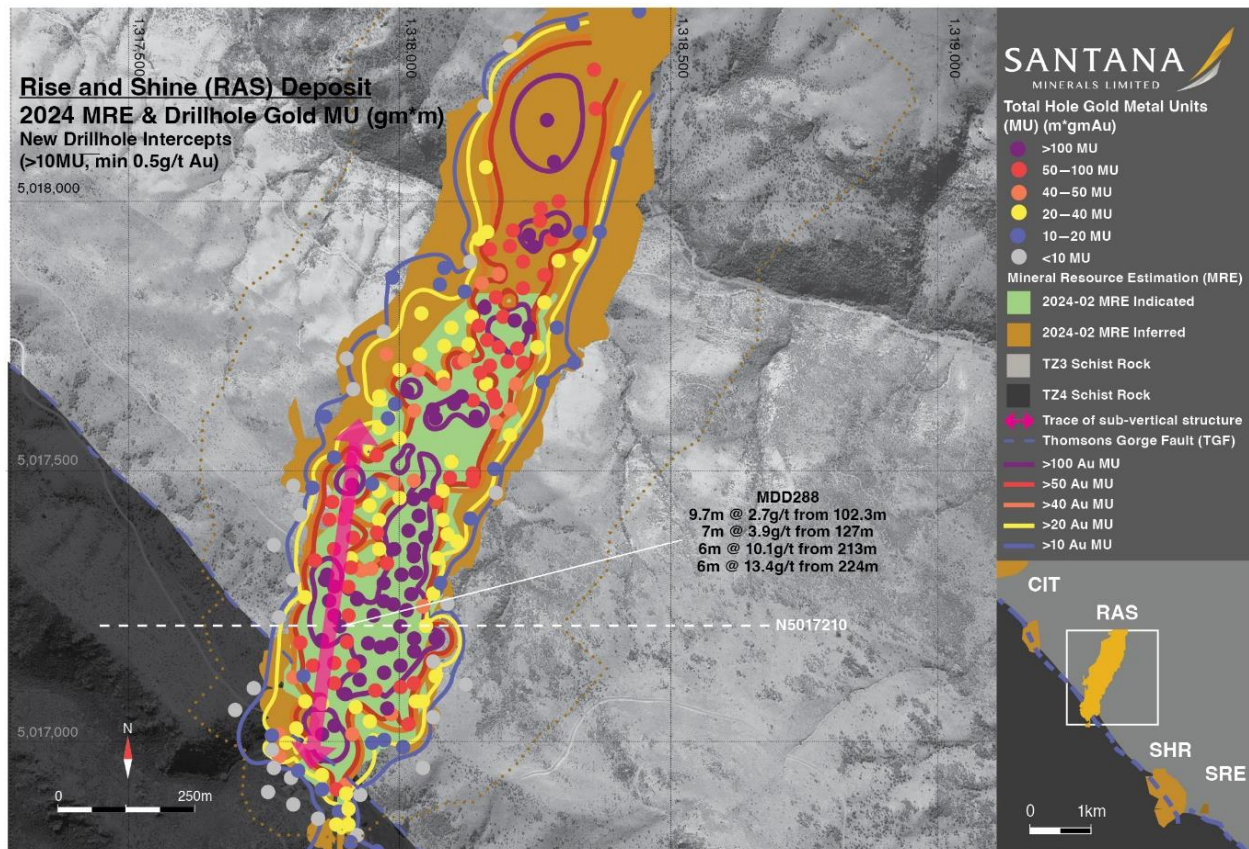 1,317,500
1,318,000
1,318,500
1,319,000
Rise and Shine (RAS) Deposit
2024 MRE & Drillhole Gold MU (gm*m)
New Drillhole Intercepts
(>10MU, min 0.5g/t Au)
5,018,000
5,017,500
5,017,000
MDD288
9.7m @ 2.7g/t from 102.3m
7m @ 3.9g/t from 127m
6m @ 10.1g/t from 213m
6m @ 13.4g/t from 224m
N5017210
N
0 250m
SANTANA
MINERALS LIMITED
Total Hole Gold Metal Units
(MU) (m*gmAu)
>100 MU
50—100 MU
40—50 MU
20—40 MU
10—20 MU
<10 MU
Mineral Resource Estimation (MRE)
2024-02 MRE Indicated
2024-02 MRE Inferred
TZ3 Schist Rock
TZ4 Schist Rock
Trace of sub-vertical structure
Thomsons Gorge Fault (TGF)
>100 Au MU
>50 Au MU
>40 Au MU
>20 Au MU
>10 Au MU
CIT
RAS
SHR
SRE
0 1km